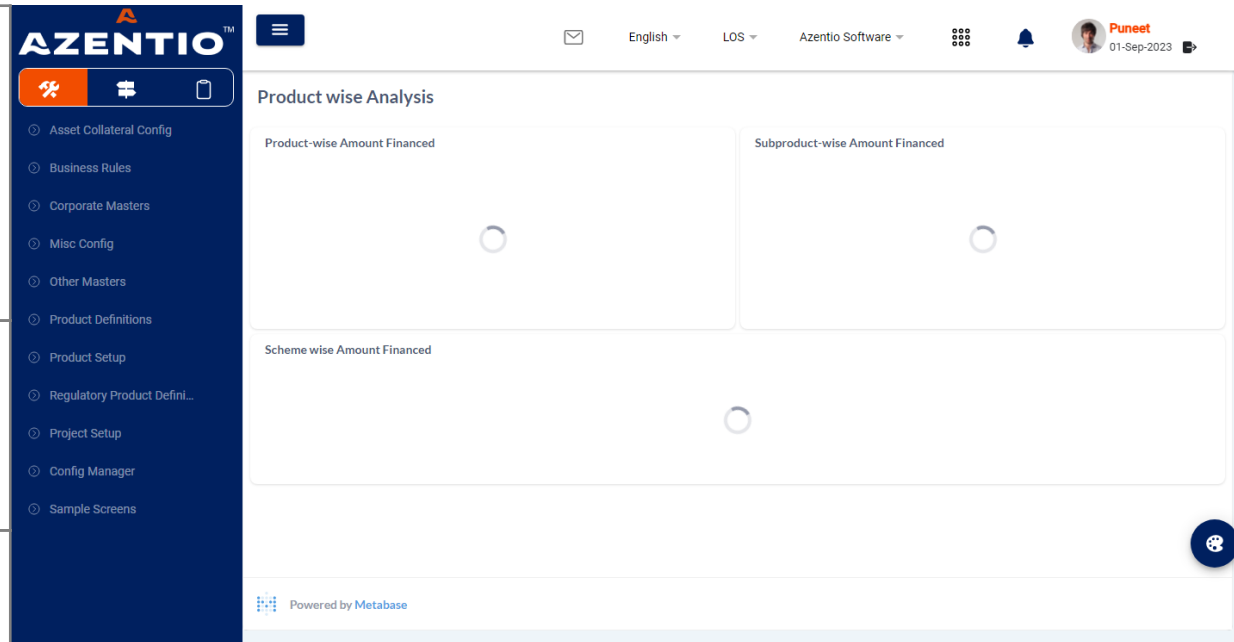 AZENTIO™
English
LOS
Azentio Software
Puneet
01-Sep-2023
Asset Collateral Config
Business Rules
Corporate Masters
Misc Config
Other Masters
Product Definitions
Product Setup
Regulatory Product Defini...
Project Setup
Config Manager
Sample Screens
Product wise Analysis
Product-wise Amount Financed
Subproduct-wise Amount Financed
Scheme wise Amount Financed
Powered by Metabase